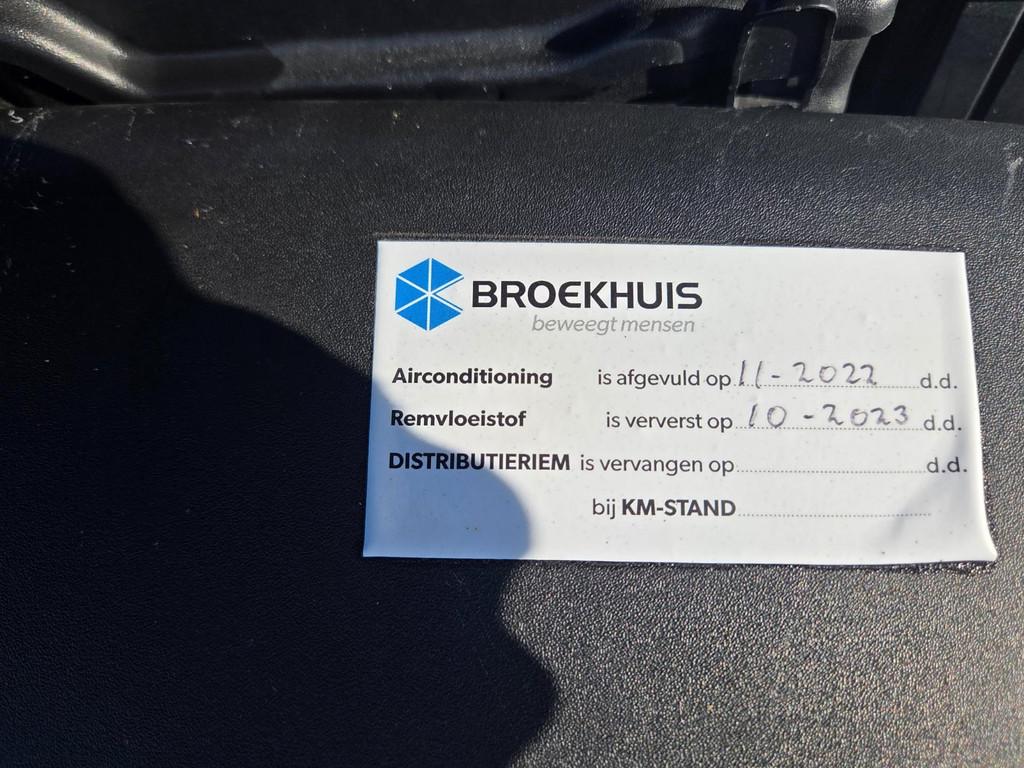 BROEKHUIS
beweegt mensen
Airconditioning is afgevuld op 11-2022 d.d.
Remvloeistof is ververst op 10-2023 d.d.
DISTRIBUTIERIEM is vervangen op d.d.
bij KM-STAND